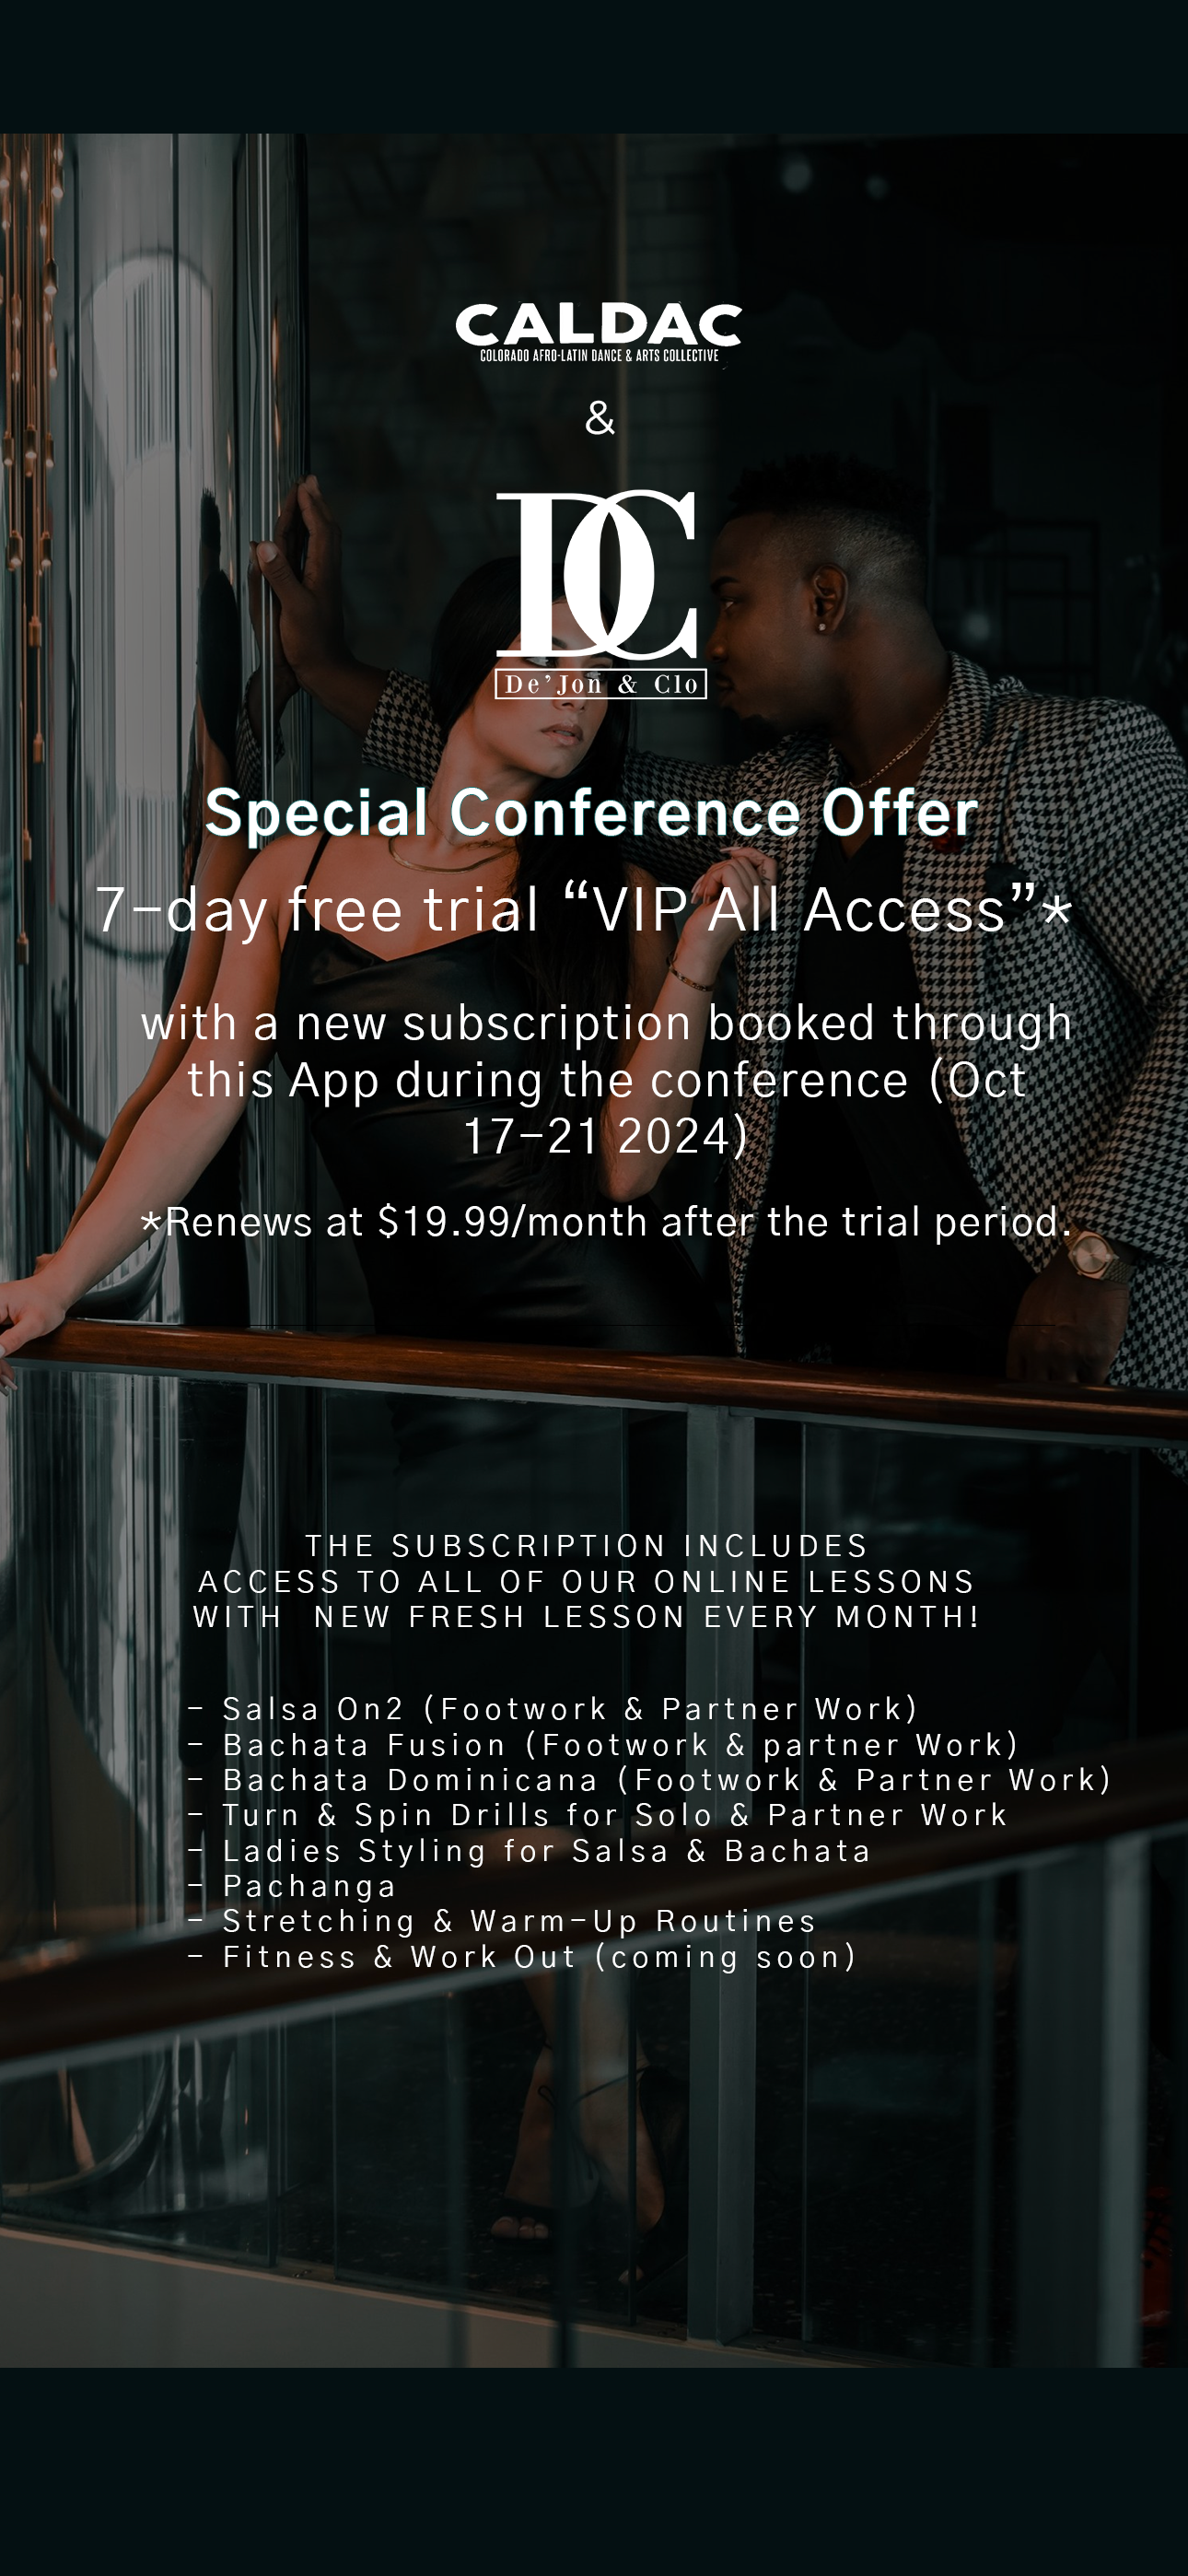 CALDAC
COLORADO AFRO-LATIN DANCE & ARTS COLLECTIVE
&
DC
De'Jon & Clo
Special Conference Offer
7-day free trial “VIP All Access”*
with a new subscription booked through
this App during the conference (Oct
17-21 2024)
*Renews at $19.99/month after the trial period.
THE SUBSCRIPTION INCLUDES
ACCESS TO ALL OF OUR ONLINE LESSONS
WITH  NEW FRESH LESSON EVERY MONTH!
- Salsa On2 (Footwork & Partner Work)
- Bachata Fusion (Footwork & partner Work)
- Bachata Dominicana (Footwork & Partner Work)
- Turn & Spin Drills for Solo & Partner Work
- Ladies Styling for Salsa & Bachata
- Pachanga
- Stretching & Warm-Up Routines
- Fitness & Work Out (coming soon)